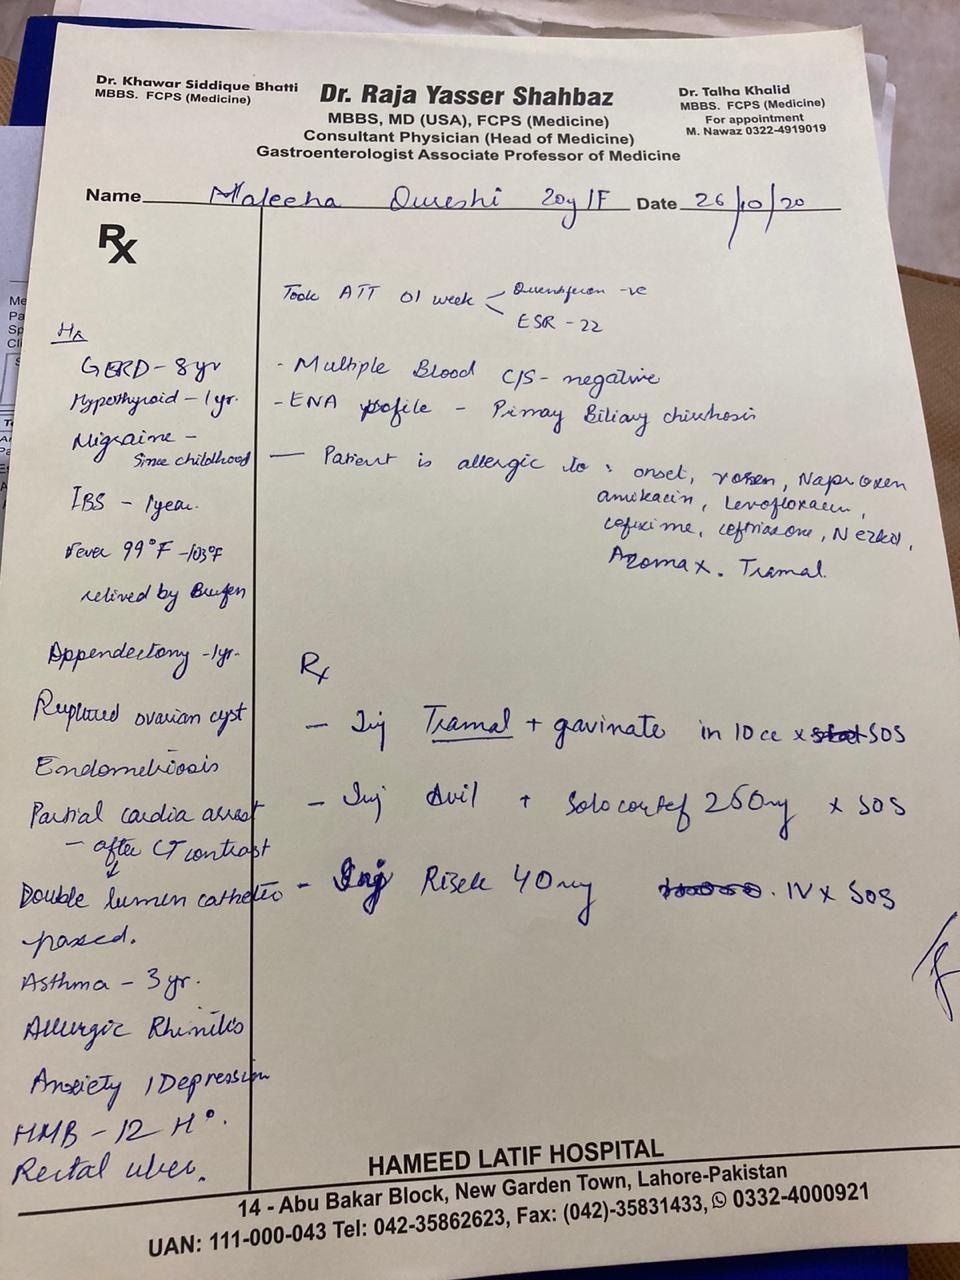 Dr. Khawar Siddique Bhatti
MBBS. FCPS (Medicine)
Dr. Raja Yasser Shahbaz
MBBS, MD (USA), FCPS (Medicine)
Consultant Physician (Head of Medicine)
Gastroenterologist Associate Professor of Medicine
Dr. Talha Khalid
MBBS. FCPS (Medicine)
For appointment
M. Nawaz 0322-4919019
Name Maleeha Qureshi 20y/F Date 26/10/20
Rx
Hx
GERD - 8yr
Hyperthyroid - 1yr.
Migraine -
Since childhood
IBS - 1year.
Fever 99°F -103°F
relived by Brufen
Appendectomy -1yr.
Ruptured ovarian cyst
Endometriosis
Partial cardia arrest
- after CT contrast
Double lumen catheter
passed.
Asthma - 3yr.
Allergic Rhinitis
Anxiety /Depression
HMB - 12 H°.
Rectal ulcer.
Took ATT 01 week
Quantiferon -ve
ESR - 22
- Multiple Blood C/S - negative
- ENA profile - Primary Biliary cirrhosis
- Patient is allergic to : onset, Naproxen
amikacin, Levofloxacin,
cefixime, ceftriaxone,
Azomax. Tramal.
Rx
- Inj Tramal + gavinate in 10cc x SOS
- Inj Avil + Solocortef 250mg x SOS
- Inj Risek 40mg IV x SOS
HAMEED LATIF HOSPITAL
14 - Abu Bakar Block, New Garden Town, Lahore-Pakistan
UAN: 111-000-043 Tel: 042-35862623, Fax: (042)-35831433, 0332-4000921